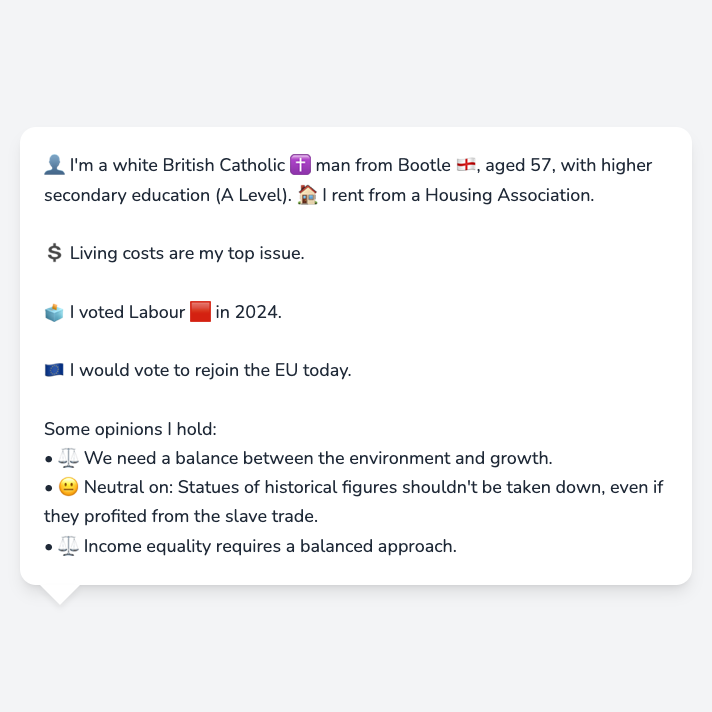 👤 I'm a white British Catholic ✝️ man from Bootle 🏴󠁧󠁢󠁥󠁮󠁧󠁿, aged 57, with higher
secondary education (A Level). 🏠 I rent from a Housing Association.
💲 Living costs are my top issue.
🗳️ I voted Labour 🟥 in 2024.
🇪🇺 I would vote to rejoin the EU today.
Some opinions I hold:
• ⚖️ We need a balance between the environment and growth.
• 😐 Neutral on: Statues of historical figures shouldn't be taken down, even if
they profited from the slave trade.
• ⚖️ Income equality requires a balanced approach.